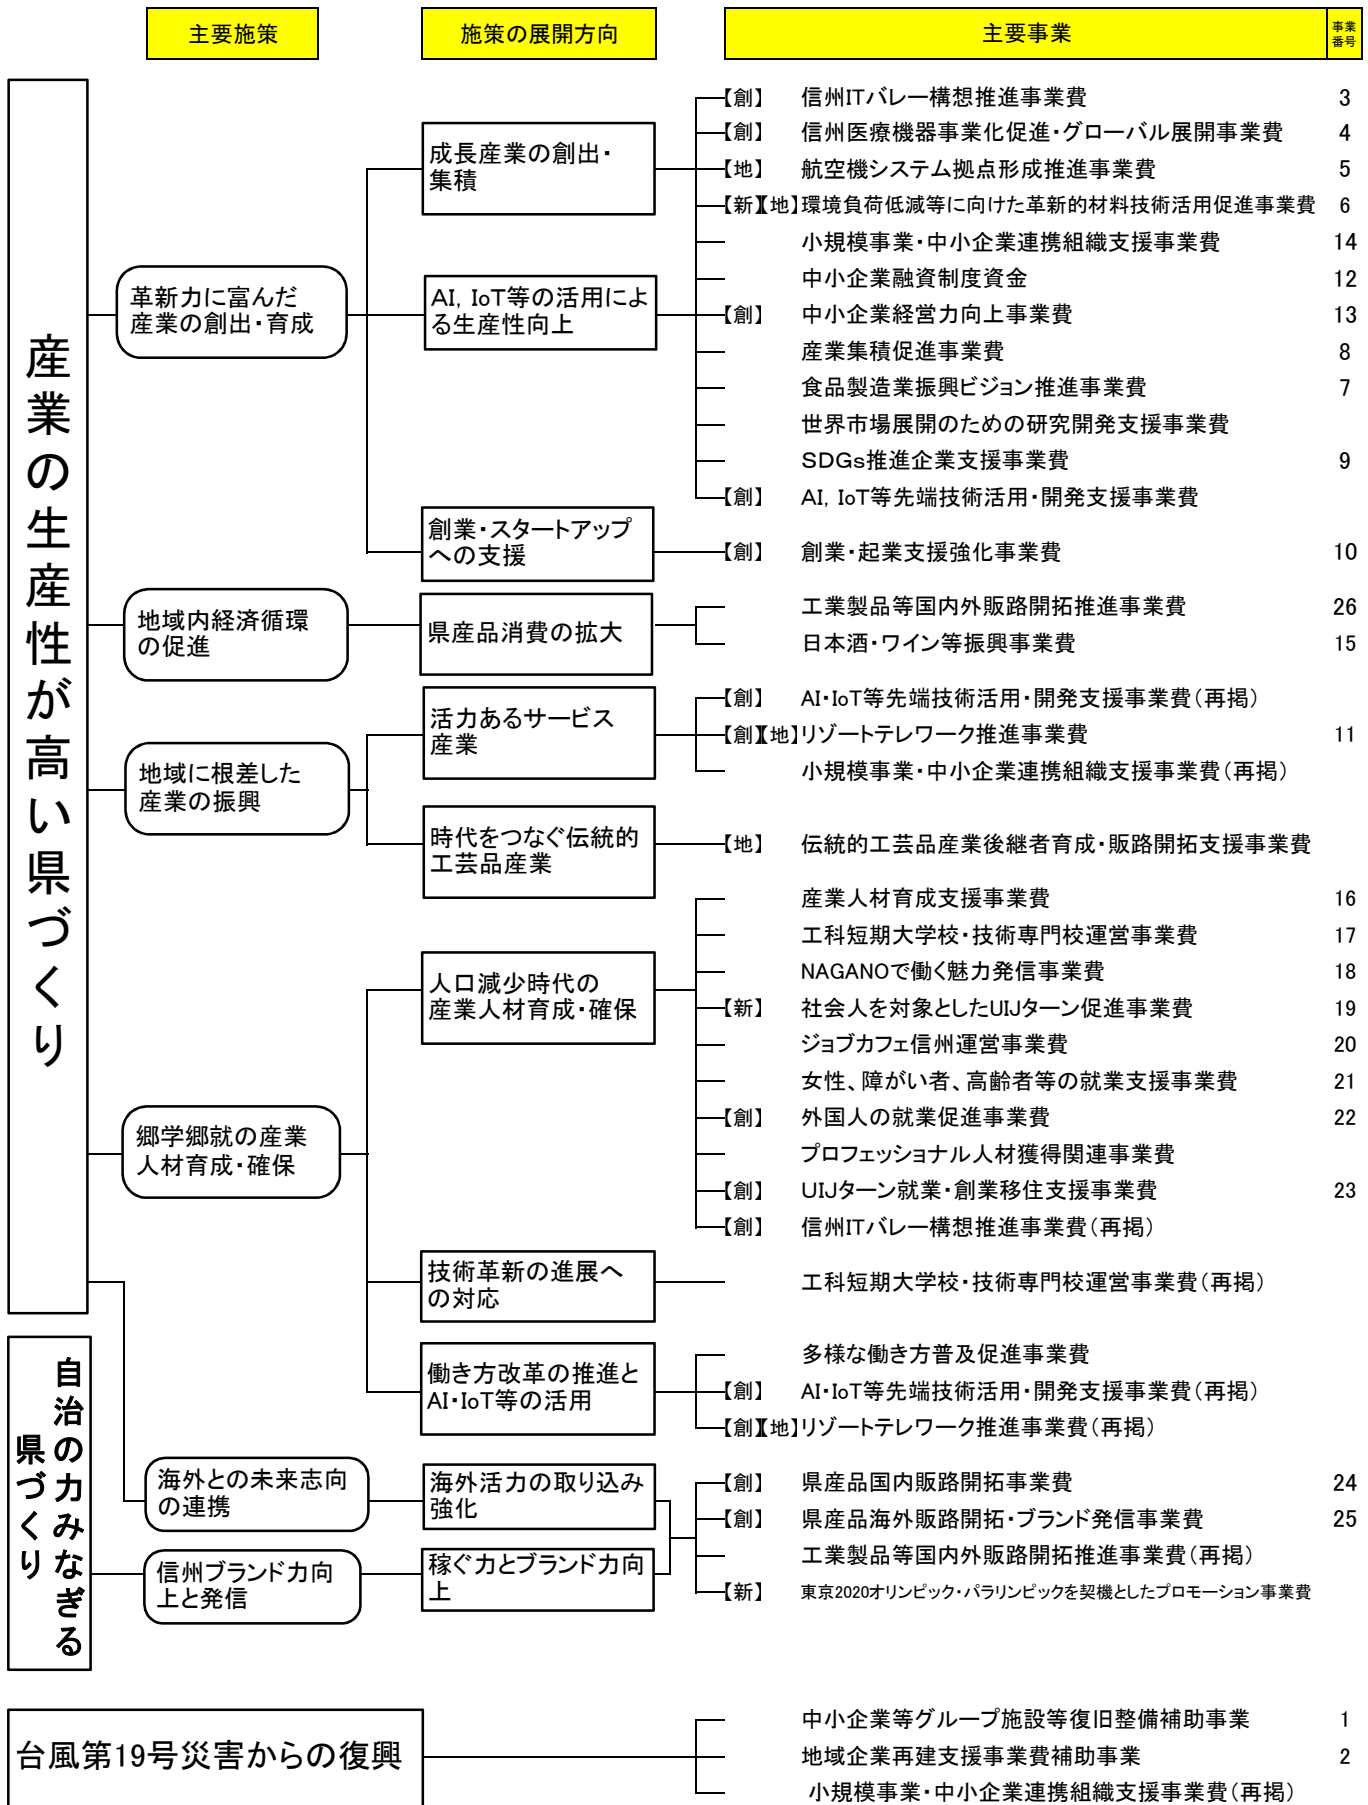 主要施策
施策の展開方向
主要事業
事業
番号
産業の生産性が高い県づくり
革新力に富んだ
産業の創出・育成
成長産業の創出・
集積
【創】 信州ITバレー構想推進事業費 3
【創】 信州医療機器事業化促進・グローバル展開事業費 4
【地】 航空機システム拠点形成推進事業費 5
【新】【地】環境負荷低減等に向けた革新的材料技術活用促進事業費 6
小規模事業・中小企業連携組織支援事業費 14
AI, IoT等の活用によ
る生産性向上
中小企業融資制度資金 12
【創】 中小企業経営力向上事業費 13
産業集積促進事業費 8
食品製造業振興ビジョン推進事業費 7
世界市場展開のための研究開発支援事業費
SDGs推進企業支援事業費 9
【創】 AI, IoT等先端技術活用・開発支援事業費
創業・スタートアップ
への支援
【創】 創業・起業支援強化事業費 10
地域内経済循環
の促進
県産品消費の拡大
工業製品等国内外販路開拓推進事業費 26
日本酒・ワイン等振興事業費 15
地域に根差した
産業の振興
活力あるサービス
産業
【創】 AI・IoT等先端技術活用・開発支援事業費(再掲)
【創】【地】リゾートテレワーク推進事業費 11
小規模事業・中小企業連携組織支援事業費(再掲)
時代をつなぐ伝統的
工芸品産業
【地】 伝統的工芸品産業後継者育成・販路開拓支援事業費
郷学郷就の産業
人材育成・確保
人口減少時代の
産業人材育成・確保
産業人材育成支援事業費 16
工科短期大学校・技術専門校運営事業費 17
NAGANOで働く魅力発信事業費 18
【新】 社会人を対象としたUIJターン促進事業費 19
ジョブカフェ信州運営事業費 20
女性、障がい者、高齢者等の就業支援事業費 21
【創】 外国人の就業促進事業費 22
プロフェッショナル人材獲得関連事業費
【創】 UIJターン就業・創業移住支援事業費 23
【創】 信州ITバレー構想推進事業費(再掲)
技術革新の進展へ
の対応
工科短期大学校・技術専門校運営事業費(再掲)
働き方改革の推進と
AI・IoT等の活用
多様な働き方普及促進事業費
【創】 AI・IoT等先端技術活用・開発支援事業費(再掲)
【創】【地】リゾートテレワーク推進事業費(再掲)
自治の力みなぎる
県づくり
海外との未来志向
の連携
海外活力の取り込み
強化
【創】 県産品国内販路開拓事業費 24
【創】 県産品海外販路開拓・ブランド発信事業費 25
信州ブランド力向
上と発信
稼ぐ力とブランド力向
上
工業製品等国内外販路開拓推進事業費(再掲)
【新】 東京2020オリンピック・パラリンピックを契機としたプロモーション事業費
台風第19号災害からの復興
中小企業等グループ施設等復旧整備補助事業 1
地域企業再建支援事業費補助事業 2
小規模事業・中小企業連携組織支援事業費(再掲)